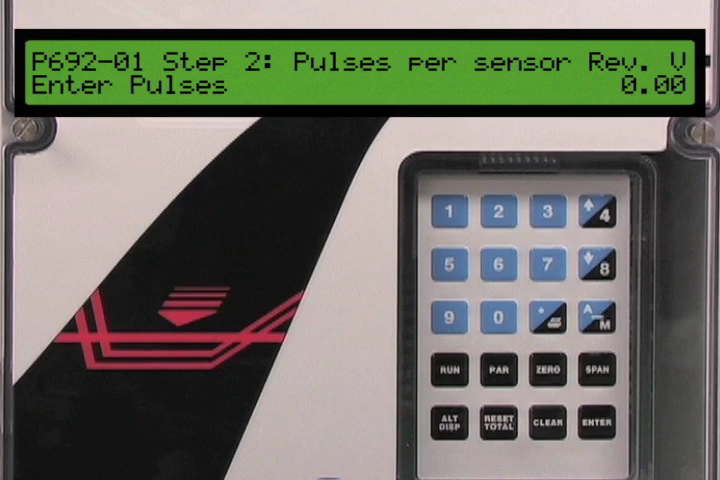 P692-01 Step 2: Pulses per sensor Rev. V
Enter Pulses 0.00
1 2 3 4
5 6 7 8
9 0 A M
RUN PAR ZERO SPAN
ALT DISP RESET TOTAL CLEAR ENTER